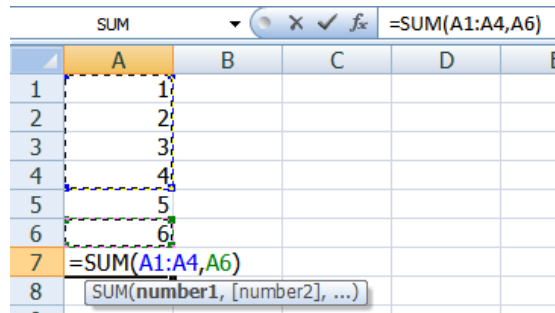 SUM fx =SUM(A1:A4,A6)
A B C D E
1 1
2 2
3 3
4 4
5 5
6 6
7 =SUM(A1:A4,A6)
8 SUM(number1, [number2], ...)